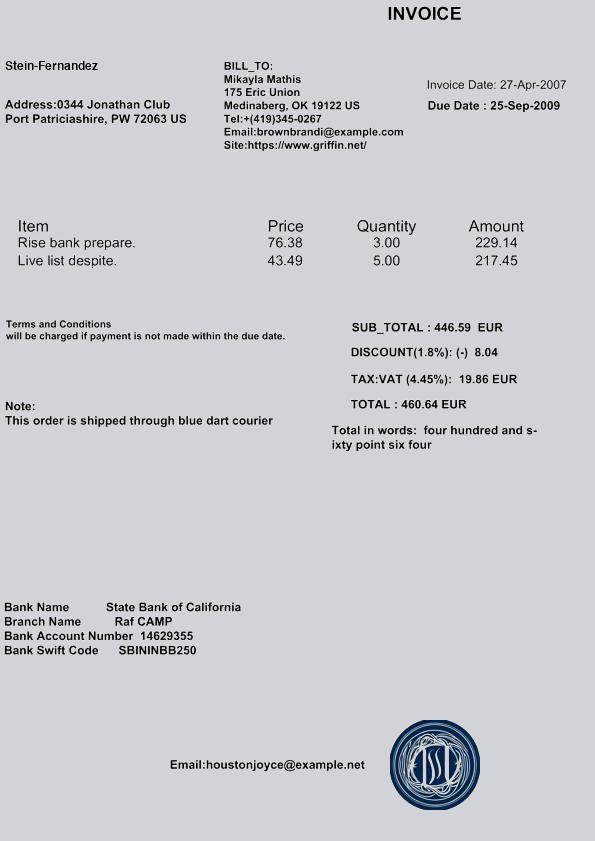 INVOICE
Stein-Fernandez
Address:0344 Jonathan Club
Port Patriciashire, PW 72063 US
BILL_TO:
Mikayla Mathis
175 Eric Union
Medinaberg, OK 19122 US
Tel:+(419)345-0267
Email:brownbrandi@example.com
Site:https://www.griffin.net/
Invoice Date: 27-Apr-2007
Due Date : 25-Sep-2009
Item Price Quantity Amount
Rise bank prepare. 76.38 3.00 229.14
Live list despite. 43.49 5.00 217.45
Terms and Conditions
will be charged if payment is not made within the due date.
SUB_TOTAL : 446.59 EUR
DISCOUNT(1.8%): (-) 8.04
TAX:VAT (4.45%): 19.86 EUR
TOTAL : 460.64 EUR
Total in words: four hundred and s-
ixty point six four
Note:
This order is shipped through blue dart courier
Bank Name State Bank of California
Branch Name Raf CAMP
Bank Account Number 14629355
Bank Swift Code SBININBB250
Email:houstonjoyce@example.net